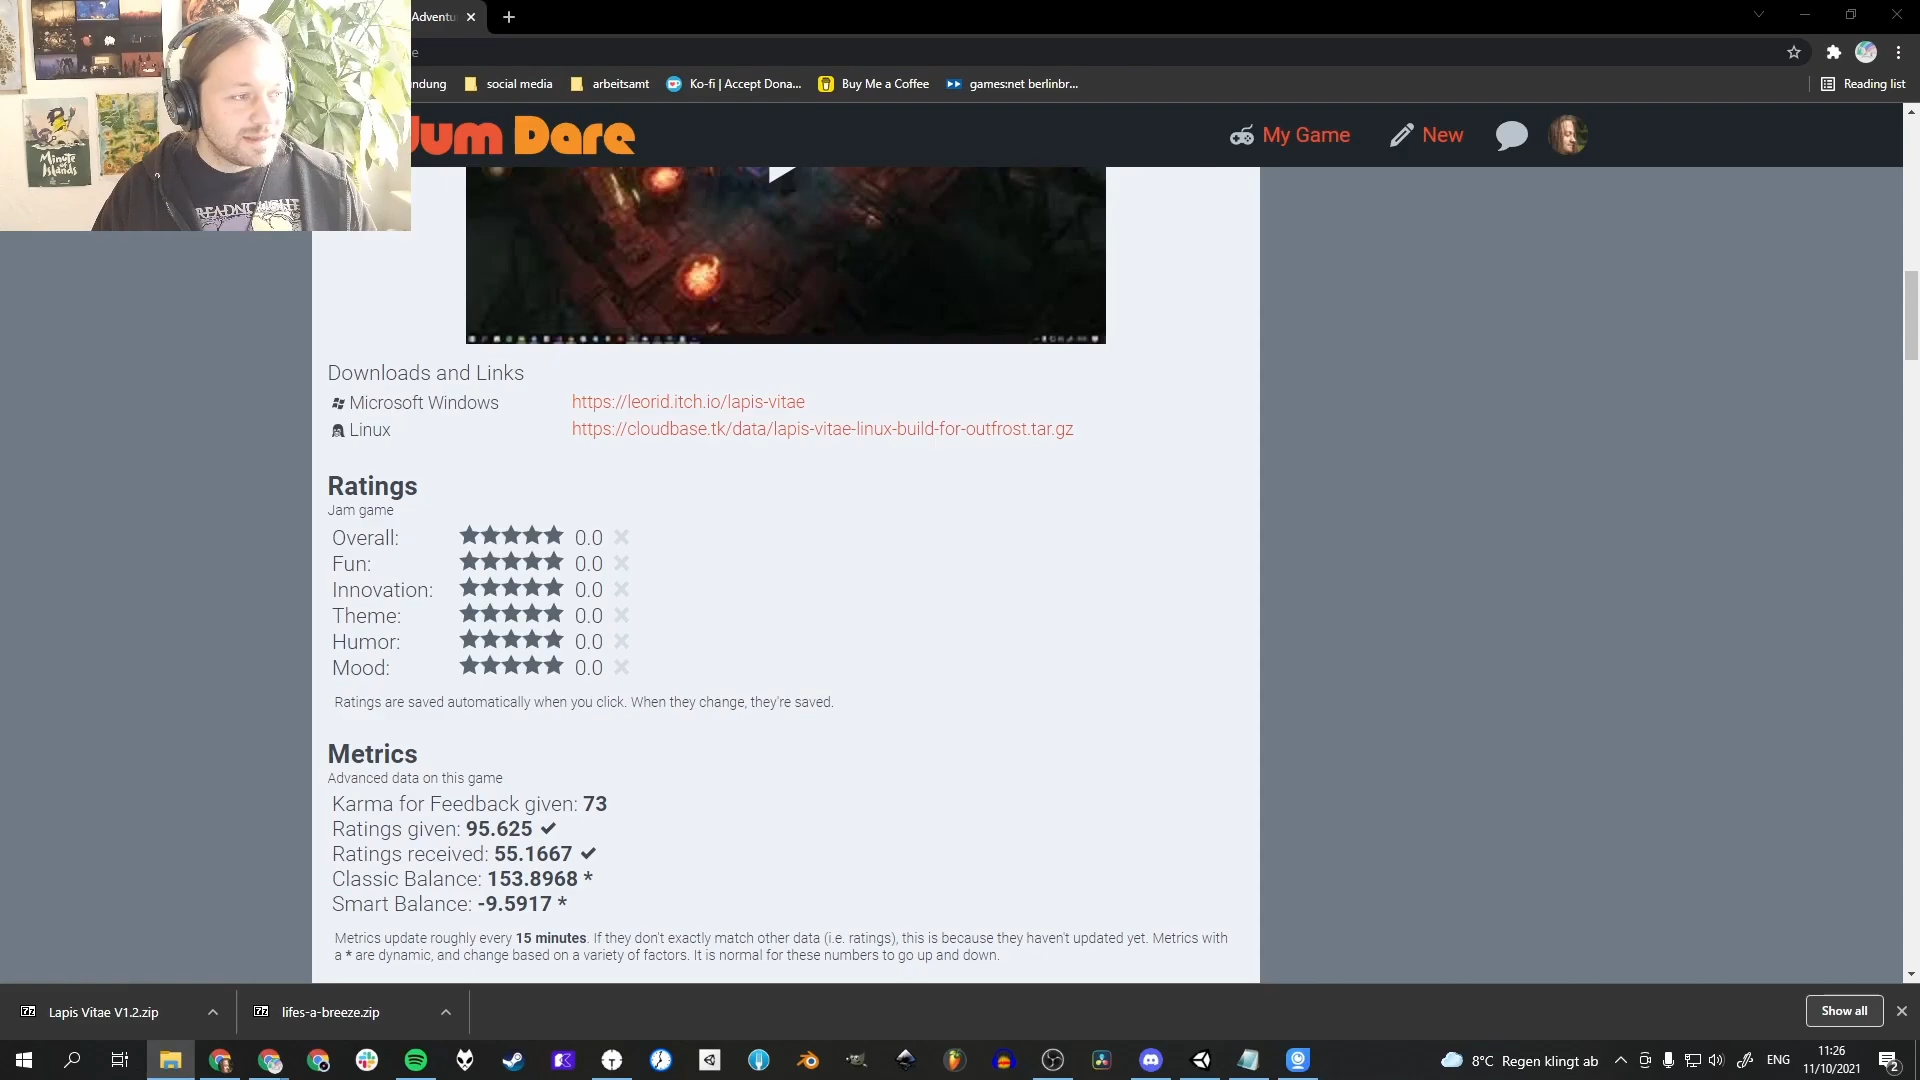 Adventu
e
ndung
social media
arbeitsamt
Ko-fi | Accept Dona...
Buy Me a Coffee
games:net berlinbr...
Reading list
Minute
of
Islands
READNOUGHT
um Dare
My Game
New
Downloads and Links
Microsoft Windows https://leorid.itch.io/lapis-vitae
Linux https://cloudbase.tk/data/lapis-vitae-linux-build-for-outfrost.tar.gz
Ratings
Jam game
Overall: 0.0
Fun: 0.0
Innovation: 0.0
Theme: 0.0
Humor: 0.0
Mood: 0.0
Ratings are saved automatically when you click. When they change, they're saved.
Metrics
Advanced data on this game
Karma for Feedback given: 73
Ratings given: 95.625
Ratings received: 55.1667
Classic Balance: 153.8968 *
Smart Balance: -9.5917 *
Metrics update roughly every 15 minutes. If they don't exactly match other data (i.e. ratings), this is because they haven't updated yet. Metrics with
a * are dynamic, and change based on a variety of factors. It is normal for these numbers to go up and down.
Lapis Vitae V1.2.zip
lifes-a-breeze.zip
Show all
8°C Regen klingt ab
ENG
11:26
11/10/2021
2